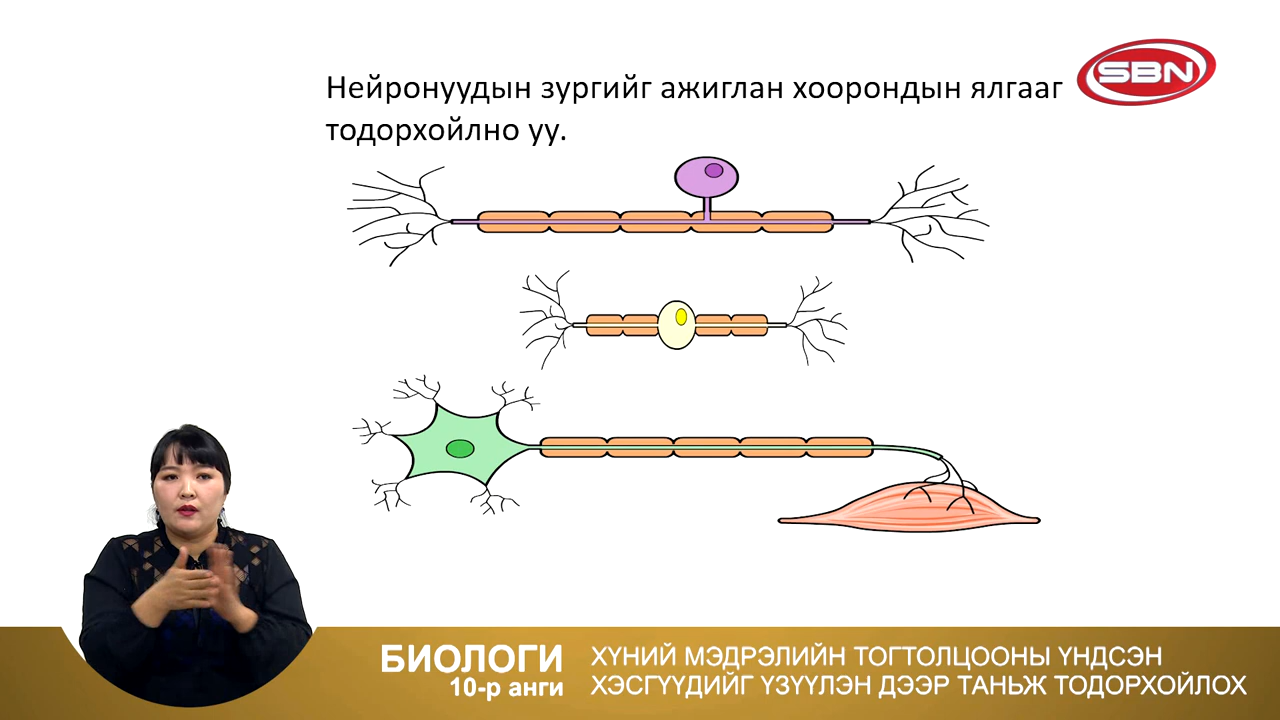 Нейронуудын зургийг ажиглан хоорондын ялгааг
тодорхойлно уу.
SBN
БИОЛОГИ
10-р анги
ХҮНИЙ МЭДРЭЛИЙН ТОГТОЛЦООНЫ ҮНДСЭН
ХЭСГҮҮДИЙГ ҮЗҮҮЛЭН ДЭЭР ТАНЬЖ ТОДОРХОЙЛОХ